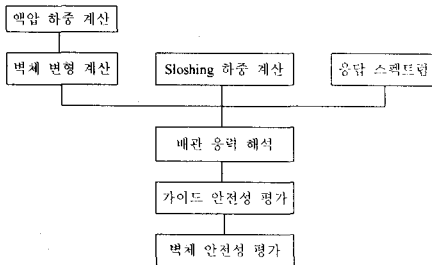 액압 하중 계산
벽체 변형 계산
Sloshing 하중 계산
응답 스펙트럼
배관 응력 해석
가이드 안전성 평가
벽체 안전성 평가